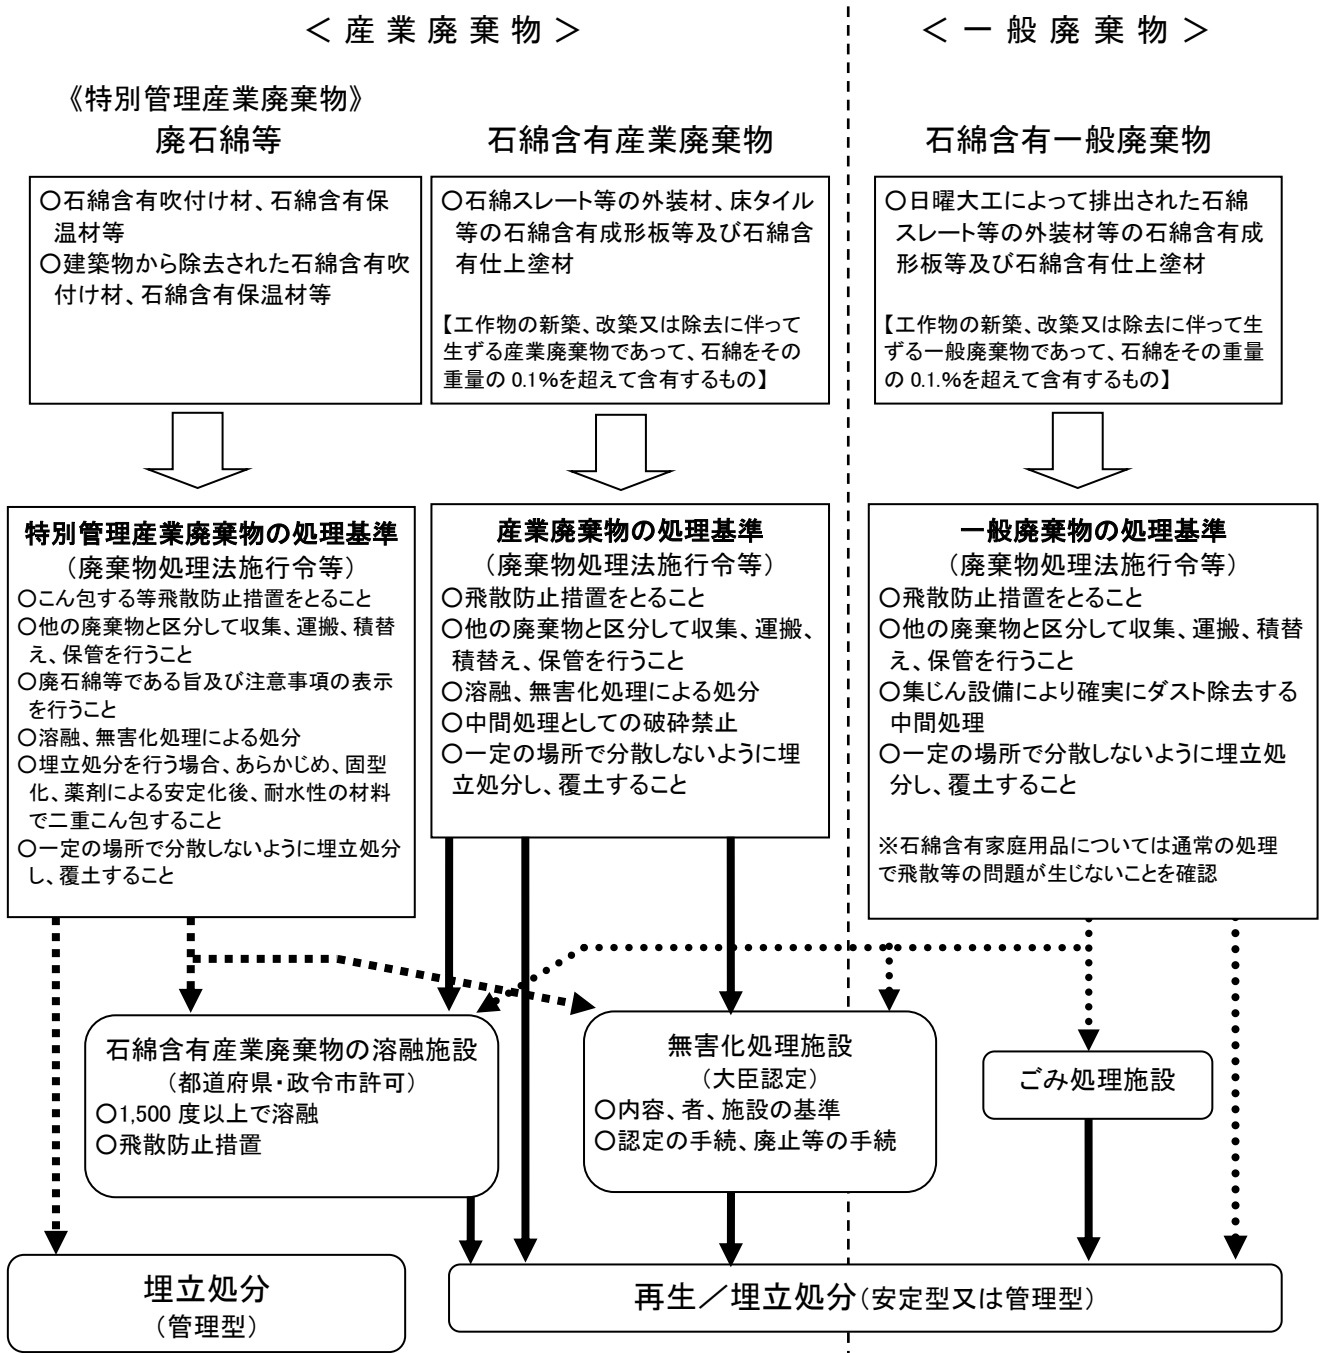 ＜産業廃棄物＞
＜一般廃棄物＞
《特別管理産業廃棄物》
廃石綿等
石綿含有産業廃棄物
石綿含有一般廃棄物
○石綿含有吹付け材、石綿含有保
温材等
○建築物から除去された石綿含有吹
付け材、石綿含有保温材等
○石綿スレート等の外装材、床タイル
等の石綿含有成形板等及び石綿含
有仕上塗材
【工作物の新築、改築又は除去に伴って
生ずる産業廃棄物であって、石綿をその
重量の 0.1%を超えて含有するもの】
○日曜大工によって排出された石綿
スレート等の外装材等の石綿含有成
形板等及び石綿含有仕上塗材
【工作物の新築、改築又は除去に伴って生
ずる一般廃棄物であって、石綿をその重量
の 0.1.%を超えて含有するもの】
特別管理産業廃棄物の処理基準
（廃棄物処理法施行令等）
○こん包する等飛散防止措置をとること
○他の廃棄物と区分して収集、運搬、積替
え、保管を行うこと
○廃石綿等である旨及び注意事項の表示
を行うこと
○溶融、無害化処理による処分
○埋立処分を行う場合、あらかじめ、固型
化、薬剤による安定化後、耐水性の材料
で二重こん包すること
○一定の場所で分散しないように埋立処分
し、覆土すること
産業廃棄物の処理基準
（廃棄物処理法施行令等）
○飛散防止措置をとること
○他の廃棄物と区分して収集、運搬、
積替え、保管を行うこと
○溶融、無害化処理による処分
○中間処理としての破砕禁止
○一定の場所で分散しないように埋
立処分し、覆土すること
一般廃棄物の処理基準
（廃棄物処理法施行令等）
○飛散防止措置をとること
○他の廃棄物と区分して収集、運搬、積替
え、保管を行うこと
○集じん設備により確実にダスト除去する
中間処理
○一定の場所で分散しないように埋立処
分し、覆土すること
※石綿含有家庭用品については通常の処理
で飛散等の問題が生じないことを確認
石綿含有産業廃棄物の溶融施設
（都道府県・政令市許可）
○1,500 度以上で溶融
○飛散防止措置
無害化処理施設
（大臣認定）
○内容、者、施設の基準
○認定の手続、廃止等の手続
ごみ処理施設
埋立処分
（管理型）
再生／埋立処分（安定型又は管理型）